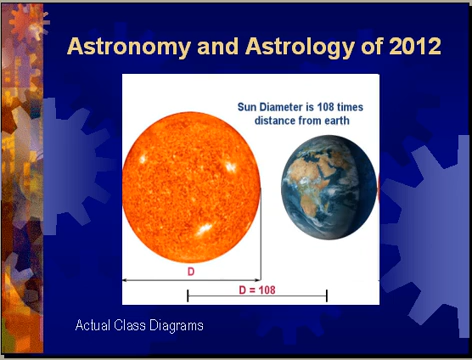 Astronomy and Astrology of 2012
Sun Diameter is 108 times
distance from earth
D
D = 108
Actual Class Diagrams